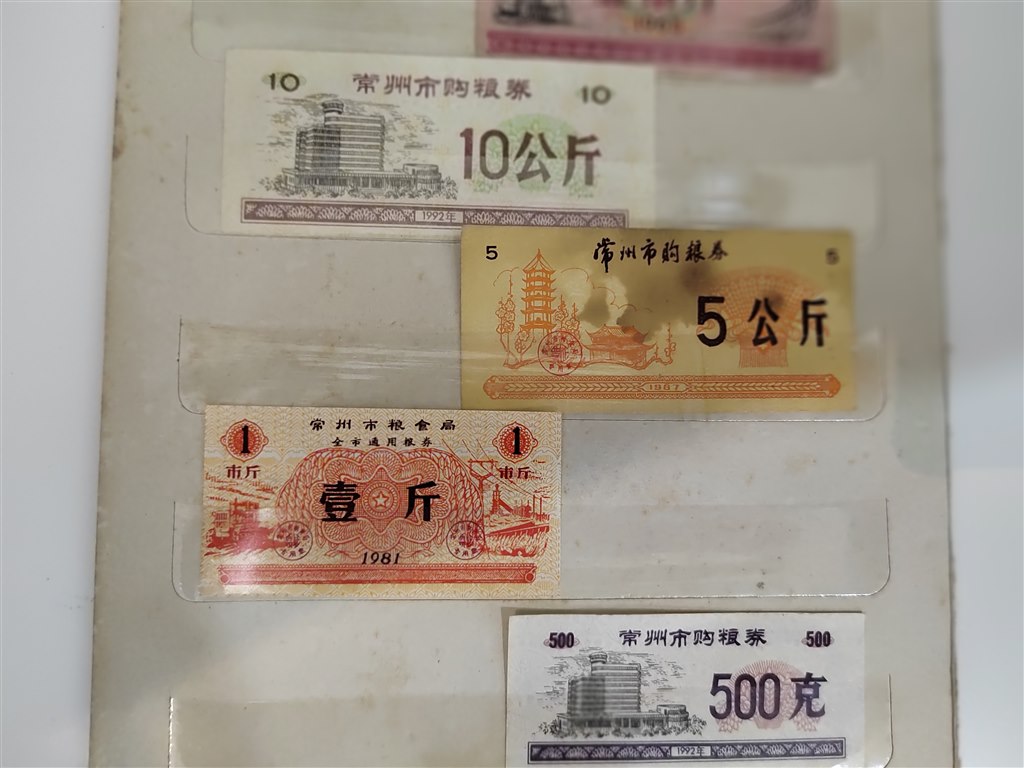 10 常州市购粮券 10
10公斤
1992年
5 常州市购粮券 5
5公斤
1987
1 常州市粮食局 1
全市通用粮券
市斤 市斤
壹斤
1981
500 常州市购粮券 500
500克
1992年